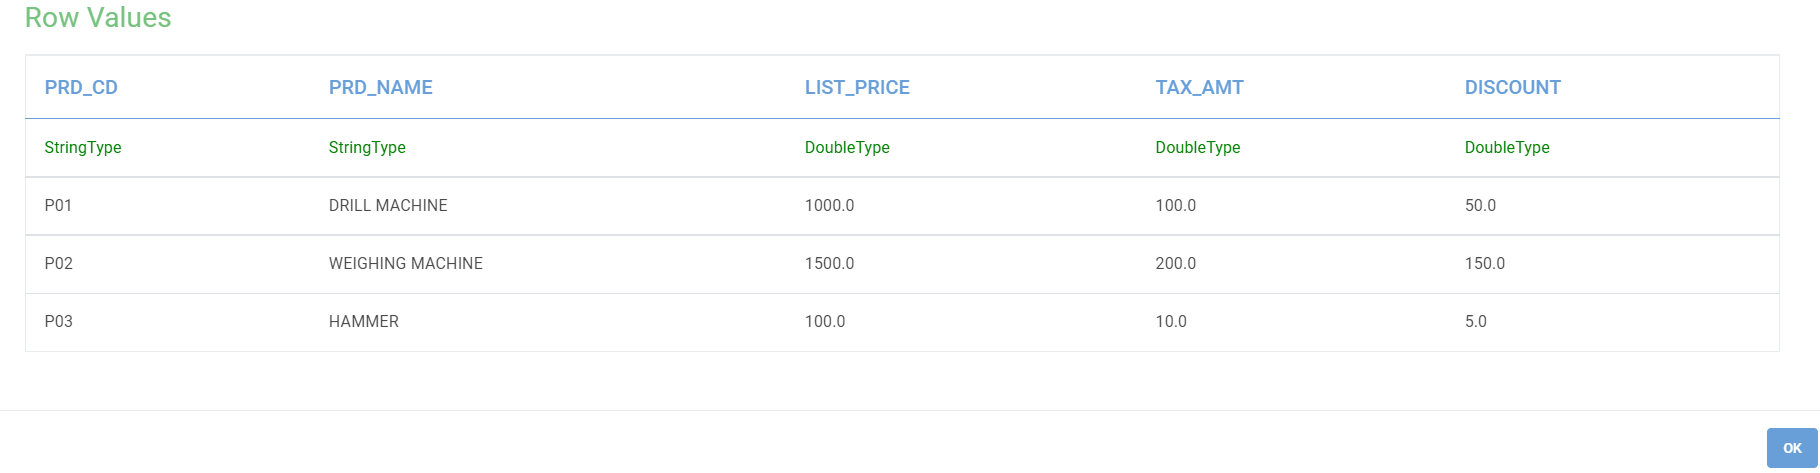 Row Values
PRD_CD PRD_NAME LIST_PRICE TAX_AMT DISCOUNT
StringType StringType DoubleType DoubleType DoubleType
P01 DRILL MACHINE 1000.0 100.0 50.0
P02 WEIGHING MACHINE 1500.0 200.0 150.0
P03 HAMMER 100.0 10.0 5.0
OK